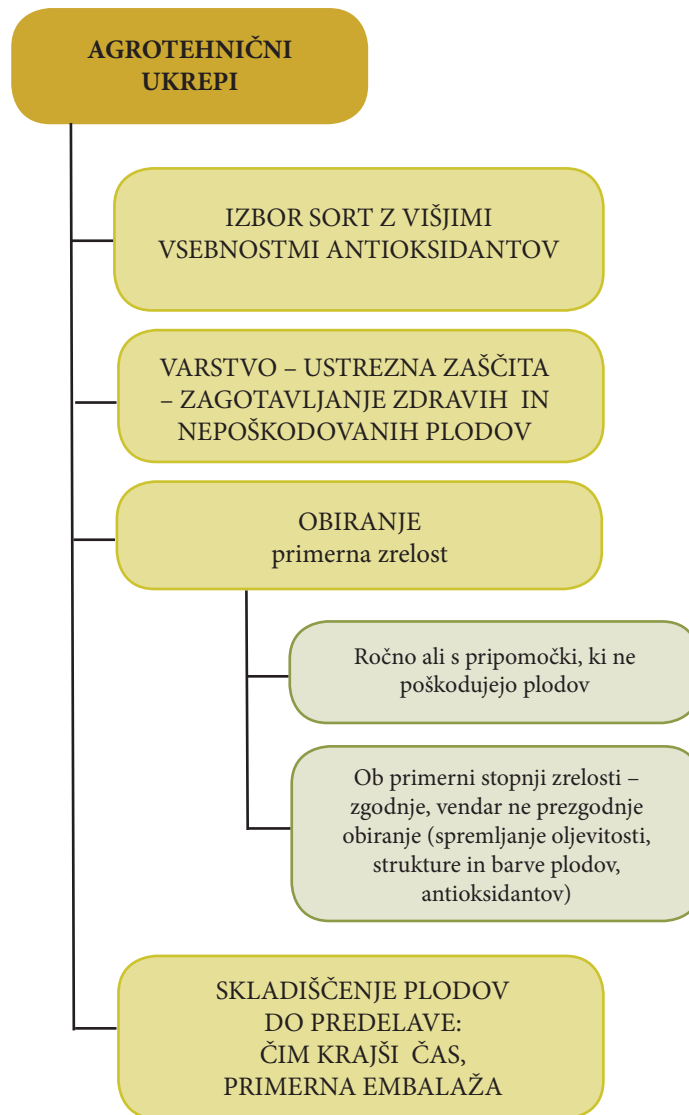 AGROTEHNIČNI
UKREPI
IZBOR SORT Z VIŠJIMI
VSEBNOSTMI ANTIOKSIDANTOV
VARSTVO – USTREZNA ZAŠČITA
– ZAGOTAVLJANJE ZDRAVIH IN
NEPOŠKODOVANIH PLODOV
OBIRANJE
primerna zrelost
Ročno ali s pripomočki, ki ne
poškodujejo plodov
Ob primerni stopnji zrelosti –
zgodnje, vendar ne prezgodnje
obiranje (spremljanje oljevitosti,
strukture in barve plodov,
antioksidantov)
SKLADIŠČENJE PLODOV
DO PREDELAVE:
ČIM KRAJŠI ČAS,
PRIMERNA EMBALAŽA